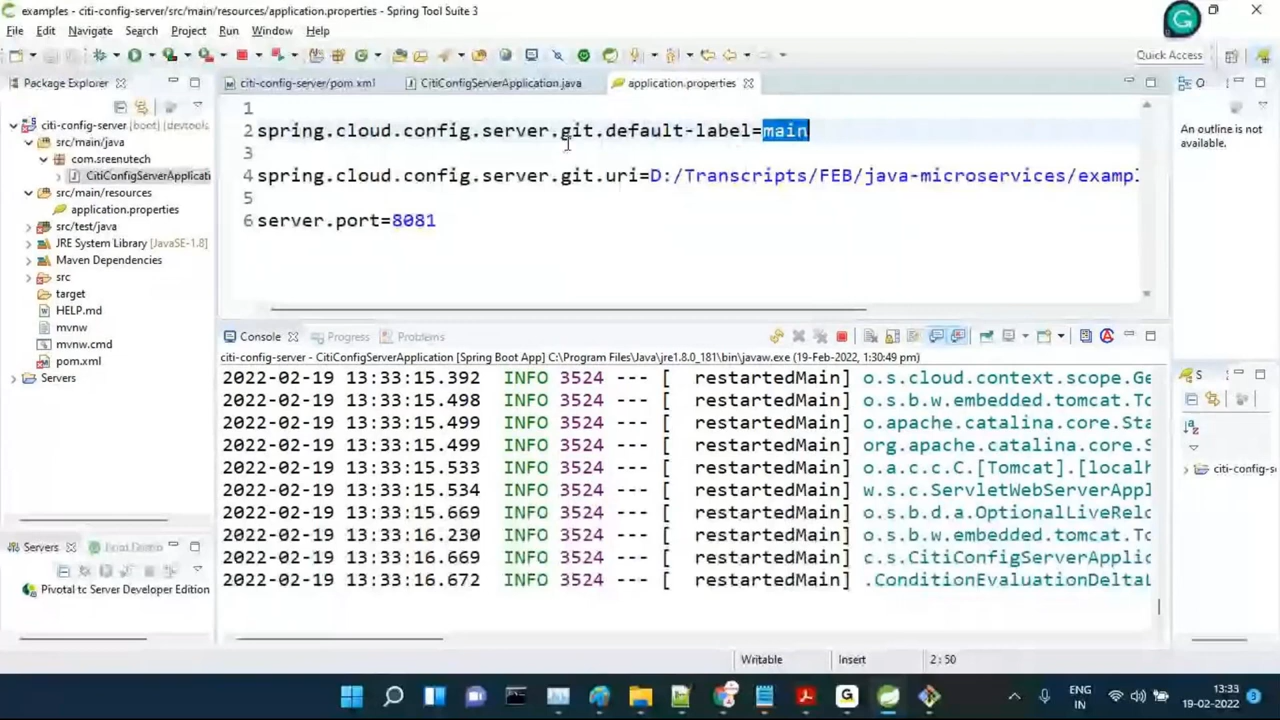 examples - citi-config-server/src/main/resources/application.properties - Spring Tool Suite 3
File Edit Navigate Search Project Run Window Help
Quick Access
Package Explorer
citi-config-server [boot] [devtools
src/main/java
com.sreenutech
CitiConfigServerApplicati
src/main/resources
application.properties
src/test/java
JRE System Library [JavaSE-1.8]
Maven Dependencies
src
target
HELP.md
mvnw
mvnw.cmd
pom.xml
Servers
citi-config-server/pom.xml CitiConfigServerApplication.java application.properties
1
2 spring.cloud.config.server.git.default-label=main
3
4 spring.cloud.config.server.git.uri=D:/Transcripts/FEB/java-microservices/exampl
5
6 server.port=8081
O
An outline is not
available.
Console Progress Problems
citi-config-server - CitiConfigServerApplication [Spring Boot App] C:\Program Files\Java\jre1.8.0_181\bin\javaw.exe (19-Feb-2022, 1:30:49 pm)
2022-02-19 13:33:15.392 INFO 3524 --- [ restartedMain] o.s.cloud.context.scope.Ge
2022-02-19 13:33:15.498 INFO 3524 --- [ restartedMain] o.s.b.w.embedded.tomcat.To
2022-02-19 13:33:15.499 INFO 3524 --- [ restartedMain] o.apache.catalina.core.Sta
2022-02-19 13:33:15.499 INFO 3524 --- [ restartedMain] org.apache.catalina.core.S
2022-02-19 13:33:15.533 INFO 3524 --- [ restartedMain] o.a.c.c.C.[Tomcat].[localh
2022-02-19 13:33:15.534 INFO 3524 --- [ restartedMain] w.s.c.ServletWebServerAppl
2022-02-19 13:33:15.669 INFO 3524 --- [ restartedMain] o.s.b.d.a.OptionalLiveRelo
2022-02-19 13:33:16.230 INFO 3524 --- [ restartedMain] o.s.b.w.embedded.tomcat.To
2022-02-19 13:33:16.669 INFO 3524 --- [ restartedMain] c.s.CitiConfigServerApplic
2022-02-19 13:33:16.672 INFO 3524 --- [ restartedMain] .ConditionEvaluationDeltaL
S
citi-config-s
Servers
Pivotal tc Server Developer Edition
Writable Insert 2 : 50
ENG
IN
13:33
19-02-2022
3